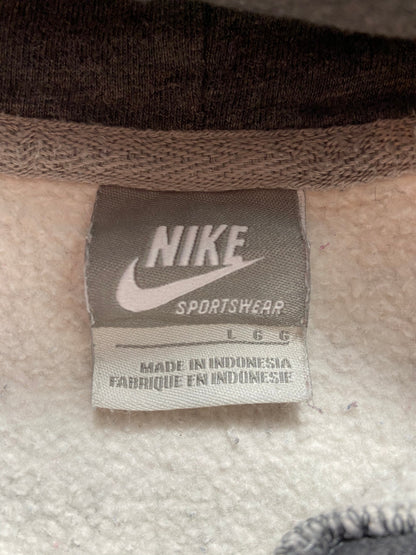 NIKE
SPORTSWEAR
L G G
MADE IN INDONESIA
FABRIQUE EN INDONESIE